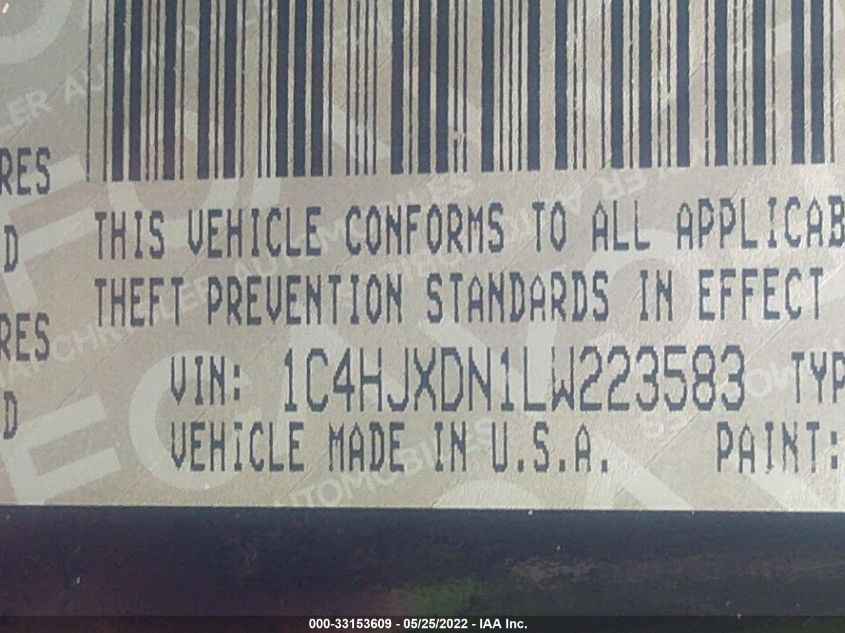 RES
THIS VEHICLE CONFORMS TO ALL APPLICAB
D
THEFT PREVENTION STANDARDS IN EFFECT
RES
VIN: 1C4HJXDN1LW223583 TYP
D
VEHICLE MADE IN U.S.A. PAINT:
000-33153609 - 05/25/2022 - IAA Inc.